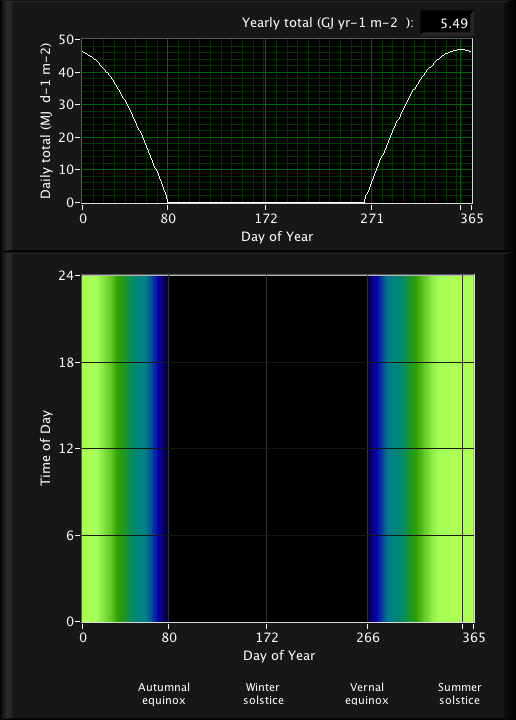 Yearly total (GJ yr-1 m-2 ): 5.49
Daily total (MJ d-1 m-2)
50
40
30
20
10
0
0 80 172 271 365
Day of Year
Time of Day
24
18
12
6
0
0 80 172 266 365
Day of Year
Autumnal equinox Winter solstice Vernal equinox Summer solstice